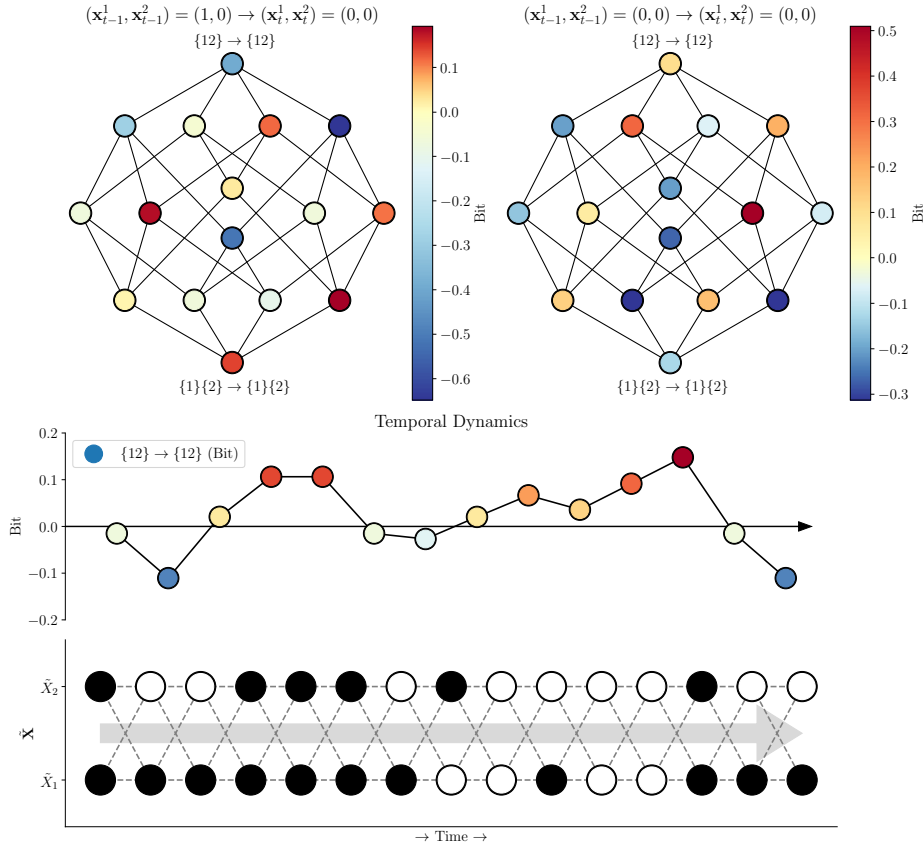 (𝐱¹ₜ₋₁, 𝐱²ₜ₋₁) = (1, 0) → (𝐱¹ₜ, 𝐱²ₜ) = (0, 0)
{12} → {12}
0.1
0.0
−0.1
−0.2
−0.3
−0.4
−0.5
−0.6
Bit
{1}{2} → {1}{2}
(𝐱¹ₜ₋₁, 𝐱²ₜ₋₁) = (0, 0) → (𝐱¹ₜ, 𝐱²ₜ) = (0, 0)
{12} → {12}
0.5
0.4
0.3
0.2
0.1
0.0
−0.1
−0.2
−0.3
Bit
{1}{2} → {1}{2}
Temporal Dynamics
{12} → {12} (Bit)
0.2
0.1
0.0
−0.1
−0.2
Bit
X̃₂
X̃₁
𝐗̃
→ Time →